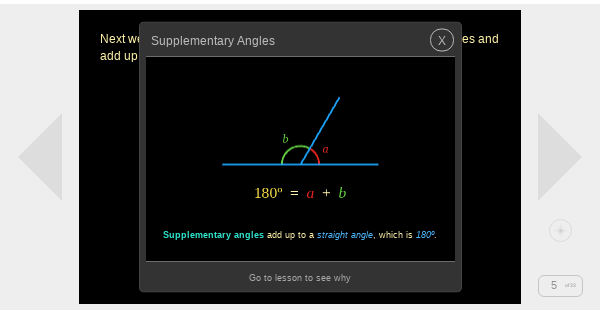 Supplementary Angles X
Next we es and
add up
b
a
180º = a + b
Supplementary angles add up to a straight angle, which is 180º.
Go to lesson to see why
5